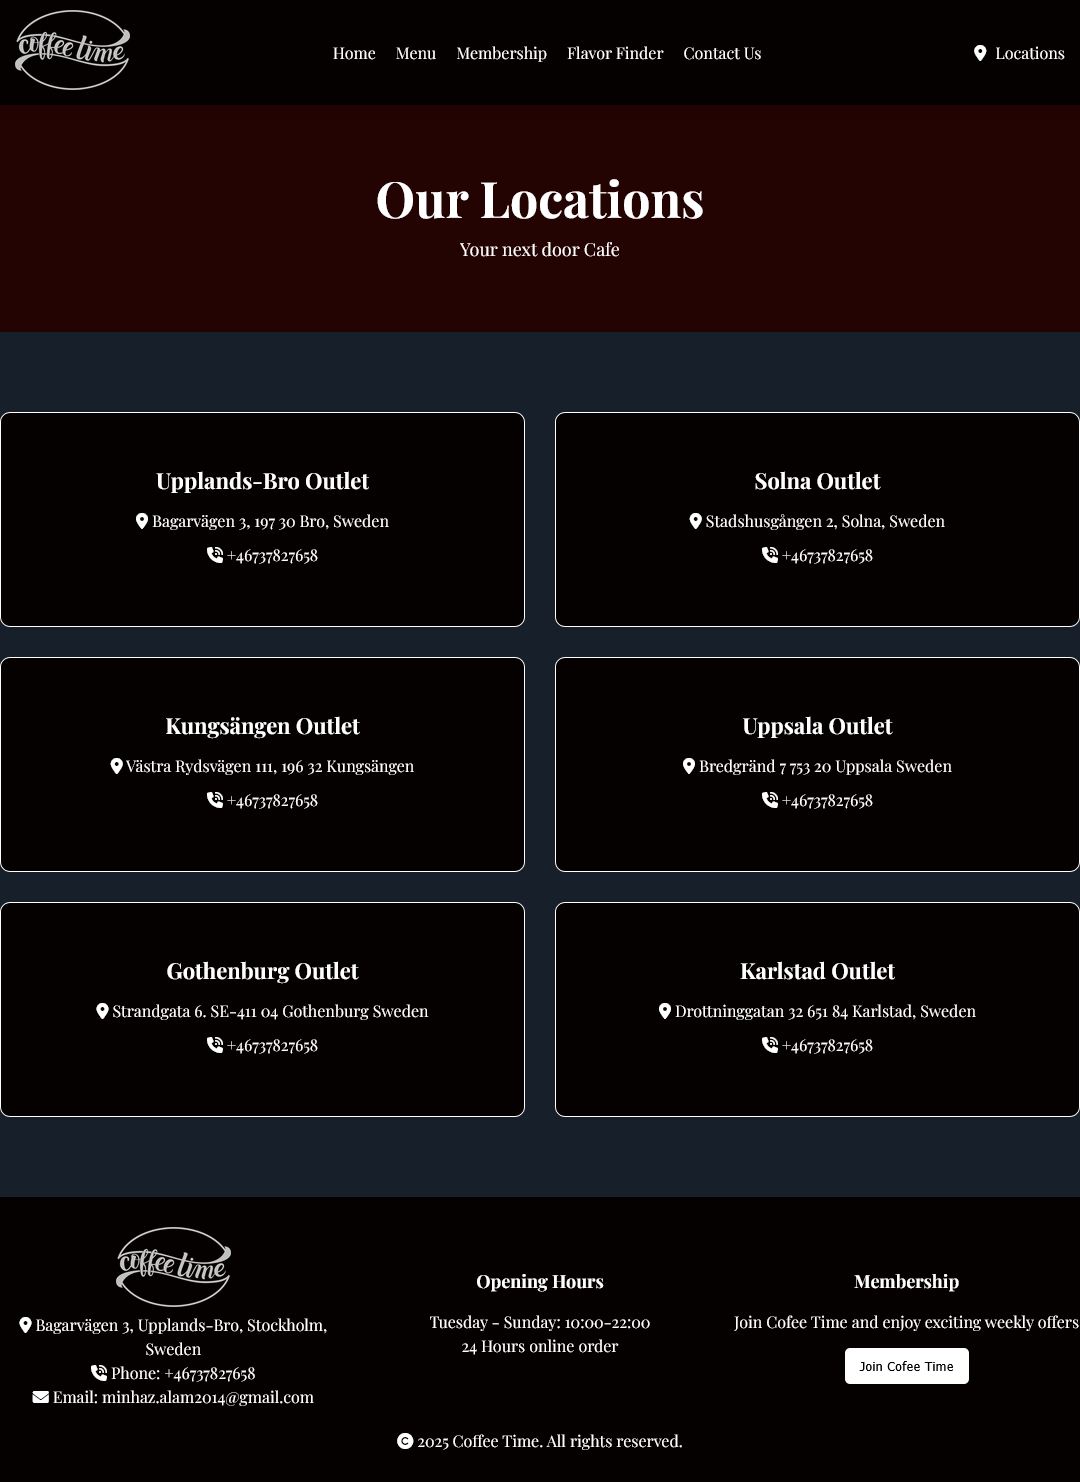 coffee time
Home Menu Membership Flavor Finder Contact Us
Locations
Our Locations
Your next door Cafe
Upplands-Bro Outlet
Bagarvägen 3, 197 30 Bro, Sweden
+46737827658
Solna Outlet
Stadshusgången 2, Solna, Sweden
+46737827658
Kungsängen Outlet
Västra Rydsvägen 111, 196 32 Kungsängen
+46737827658
Uppsala Outlet
Bredgränd 7 753 20 Uppsala Sweden
+46737827658
Gothenburg Outlet
Strandgata 6. SE-411 04 Gothenburg Sweden
+46737827658
Karlstad Outlet
Drottninggatan 32 651 84 Karlstad, Sweden
+46737827658
coffee time
Bagarvägen 3, Upplands-Bro, Stockholm,
Sweden
Phone: +46737827658
Email: minhaz.alam2014@gmail.com
Opening Hours
Tuesday - Sunday: 10:00-22:00
24 Hours online order
Membership
Join Cofee Time and enjoy exciting weekly offers
Join Cofee Time
© 2025 Coffee Time. All rights reserved.